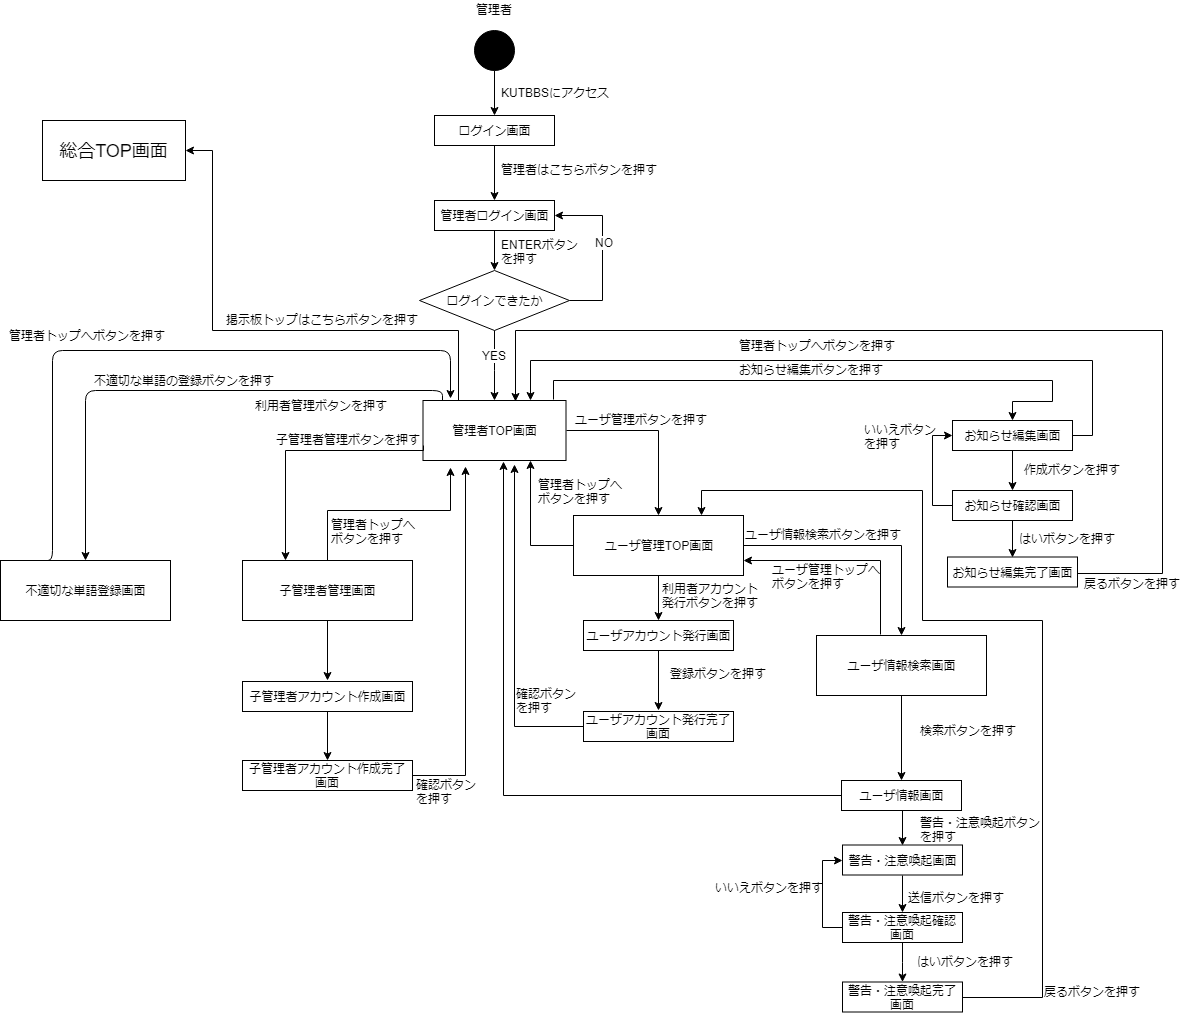 管理者
KUTBBSにアクセス
ログイン画面
総合TOP画面
管理者はこちらボタンを押す
管理者ログイン画面
ENTERボタン
を押す
NO
ログインできたか
掲示板トップはこちらボタンを押す
管理者トップへボタンを押す
YES
管理者トップへボタンを押す
お知らせ編集ボタンを押す
不適切な単語の登録ボタンを押す
利用者管理ボタンを押す
ユーザ管理ボタンを押す
管理者TOP画面
子管理者管理ボタンを押す
いいえボタン
を押す
お知らせ編集画面
作成ボタンを押す
管理者トップへ
ボタンを押す
お知らせ確認画面
管理者トップへ
ボタンを押す
ユーザ管理TOP画面
ユーザ情報検索ボタンを押す
はいボタンを押す
ユーザ管理トップへ
ボタンを押す
お知らせ編集完了画面
戻るボタンを押す
不適切な単語登録画面
子管理者管理画面
利用者アカウント
発行ボタンを押す
ユーザアカウント発行画面
ユーザ情報検索画面
登録ボタンを押す
子管理者アカウント作成画面
確認ボタン
を押す
ユーザアカウント発行完了
画面
検索ボタンを押す
子管理者アカウント作成完了
画面
確認ボタン
を押す
ユーザ情報画面
警告・注意喚起ボタン
を押す
警告・注意喚起画面
いいえボタンを押す
送信ボタンを押す
警告・注意喚起確認
画面
はいボタンを押す
警告・注意喚起完了
画面
戻るボタンを押す